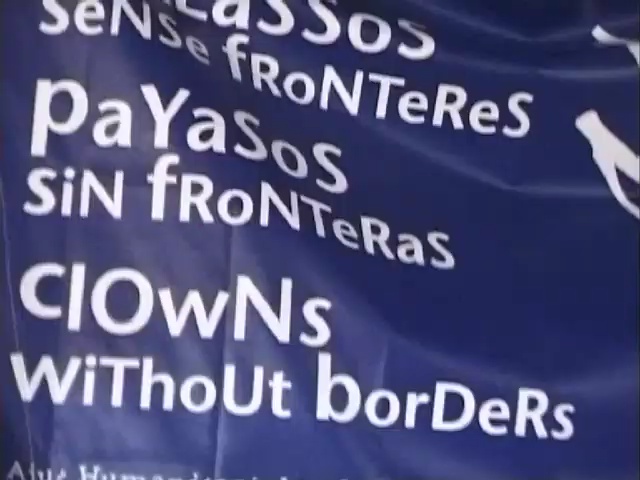 seNSe fRoNTeReS
paYaSoS
SiN fRoNTeRaS
clOwNs
wiThoUt borDeRs